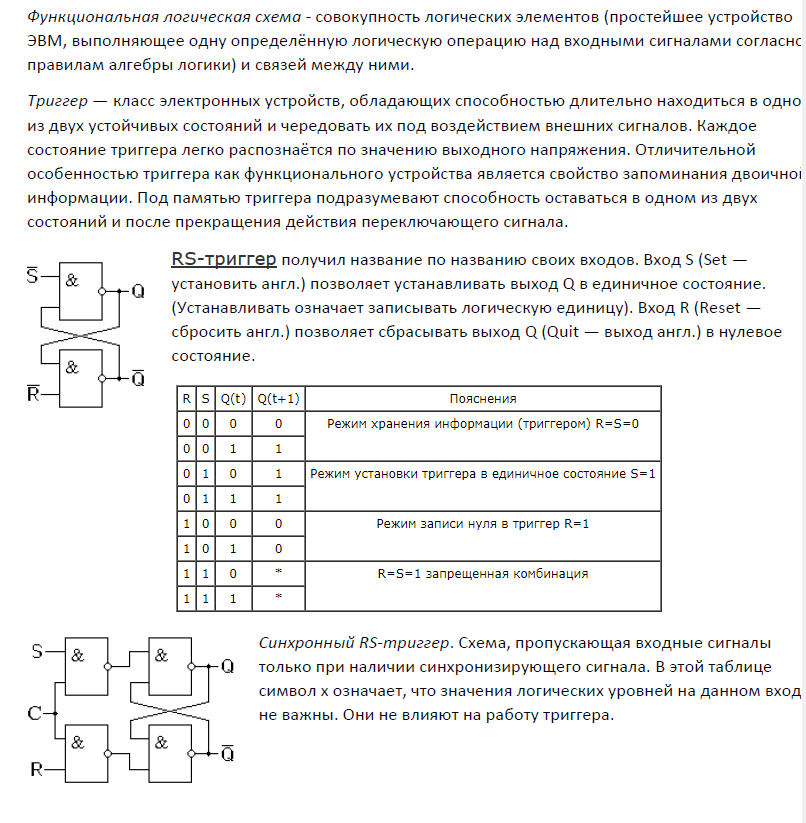 Функциональная логическая схема - совокупность логических элементов (простейшее устройство
ЭВМ, выполняющее одну определённую логическую операцию над входными сигналами согласно
правилам алгебры логики) и связей между ними.
Триггер — класс электронных устройств, обладающих способностью длительно находиться в одно
из двух устойчивых состояний и чередовать их под воздействием внешних сигналов. Каждое
состояние триггера легко распознаётся по значению выходного напряжения. Отличительной
особенностью триггера как функционального устройства является свойство запоминания двоичной
информации. Под памятью триггера подразумевают способность оставаться в одном из двух
состояний и после прекращения действия переключающего сигнала.
S̅ & Q
& Q̅
R̅
RS-триггер получил название по названию своих входов. Вход S (Set —
установить англ.) позволяет устанавливать выход Q в единичное состояние.
(Устанавливать означает записывать логическую единицу). Вход R (Reset —
сбросить англ.) позволяет сбрасывать выход Q (Quit — выход англ.) в нулевое
состояние.
R S Q(t) Q(t+1) Пояснения
0 0 0 0 Режим хранения информации (триггером) R=S=0
0 0 1 1
0 1 0 1 Режим установки триггера в единичное состояние S=1
0 1 1 1
1 0 0 0 Режим записи нуля в триггер R=1
1 0 1 0
1 1 0 * R=S=1 запрещенная комбинация
1 1 1 *
S & & Q
C
& & Q̅
R
Синхронный RS-триггер. Схема, пропускающая входные сигналы
только при наличии синхронизирующего сигнала. В этой таблице
символ x означает, что значения логических уровней на данном вход
не важны. Они не влияют на работу триггера.